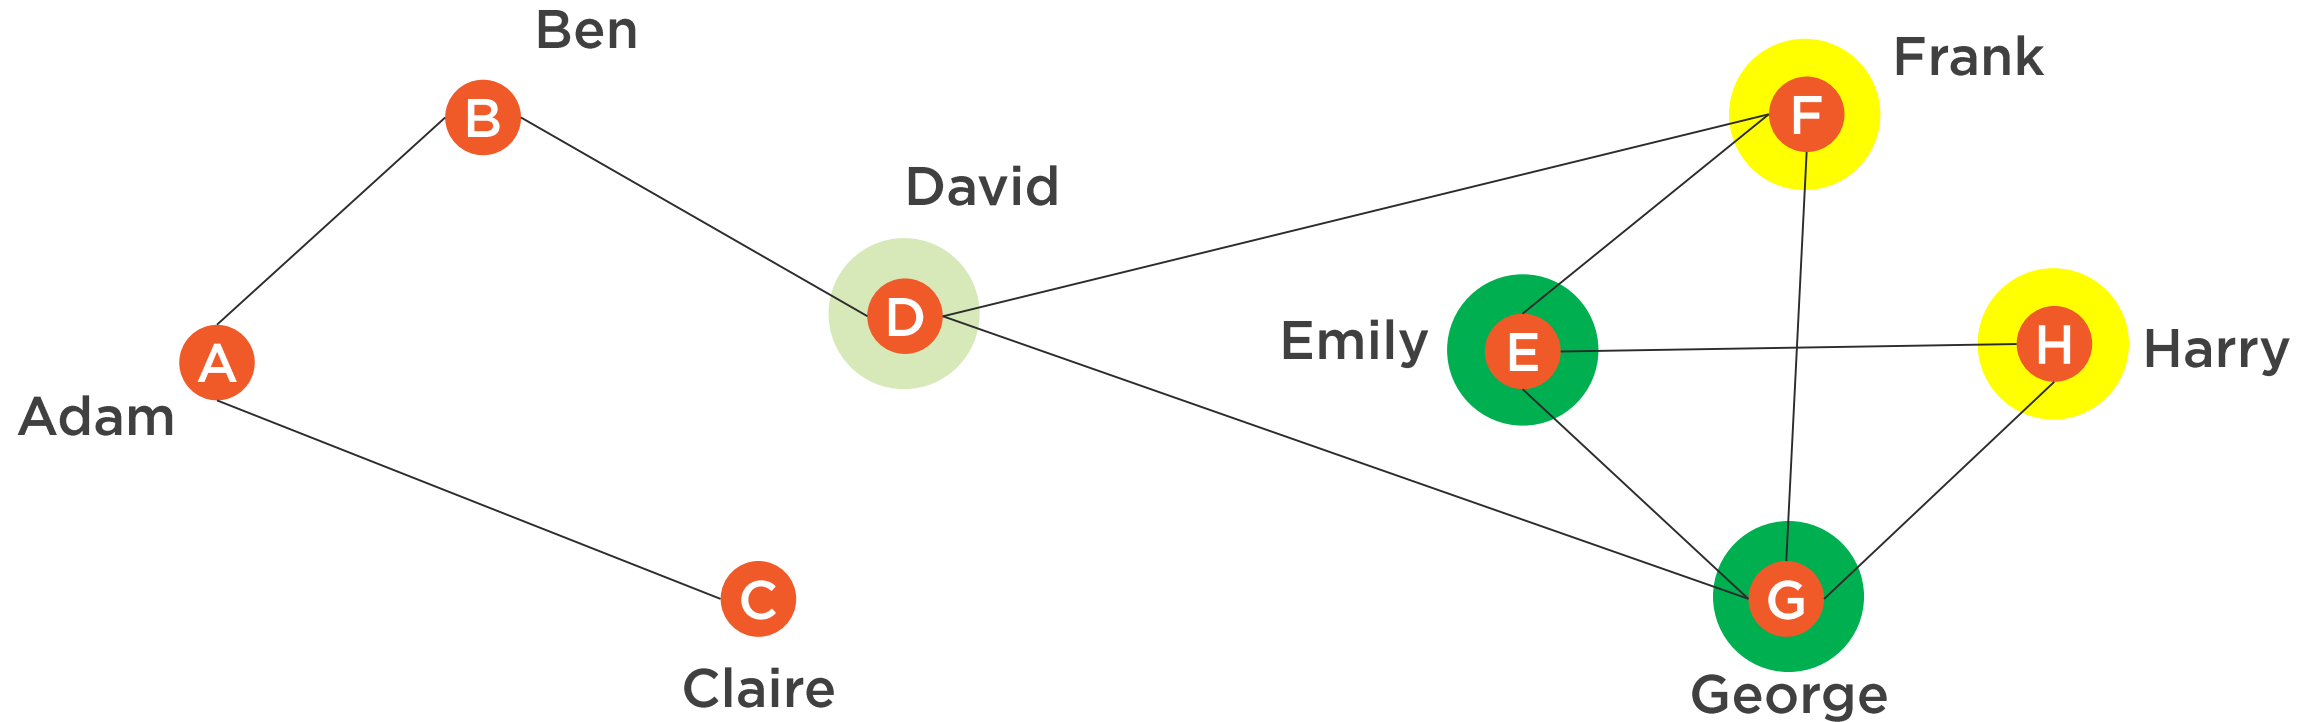 Ben
B
Frank
F
David
D
Emily
E
H
Harry
A
Adam
C
Claire
G
George